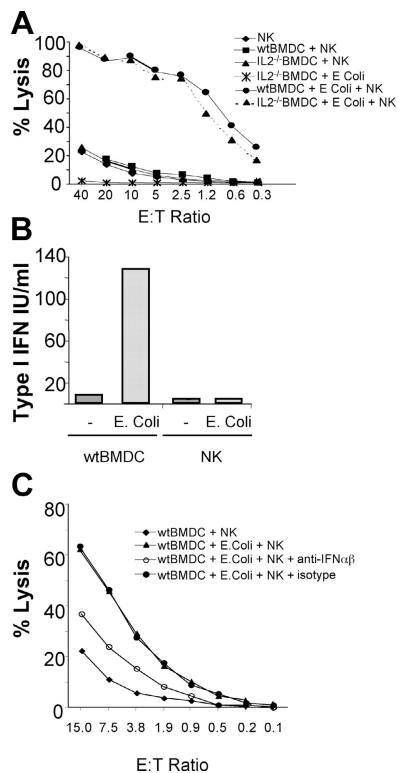 A
NK
wtBMDC + NK
IL2-/-BMDC + NK
IL2-/-BMDC + E Coli
wtBMDC + E Coli + NK
IL2-/-BMDC + E Coli + NK
% Lysis
100
80
60
40
20
0
40 20 10 5 2.5 1.2 0.6 0.3
E:T Ratio
B
Type I IFN IU/ml
140
100
60
20
- E. Coli - E. Coli
wtBMDC NK
C
% Lysis
80
60
40
20
0
wtBMDC + NK
wtBMDC + E.Coli + NK
wtBMDC + E.Coli + NK + anti-IFNαβ
wtBMDC + E.Coli + NK + isotype
15.0 7.5 3.8 1.9 0.9 0.5 0.2 0.1
E:T Ratio